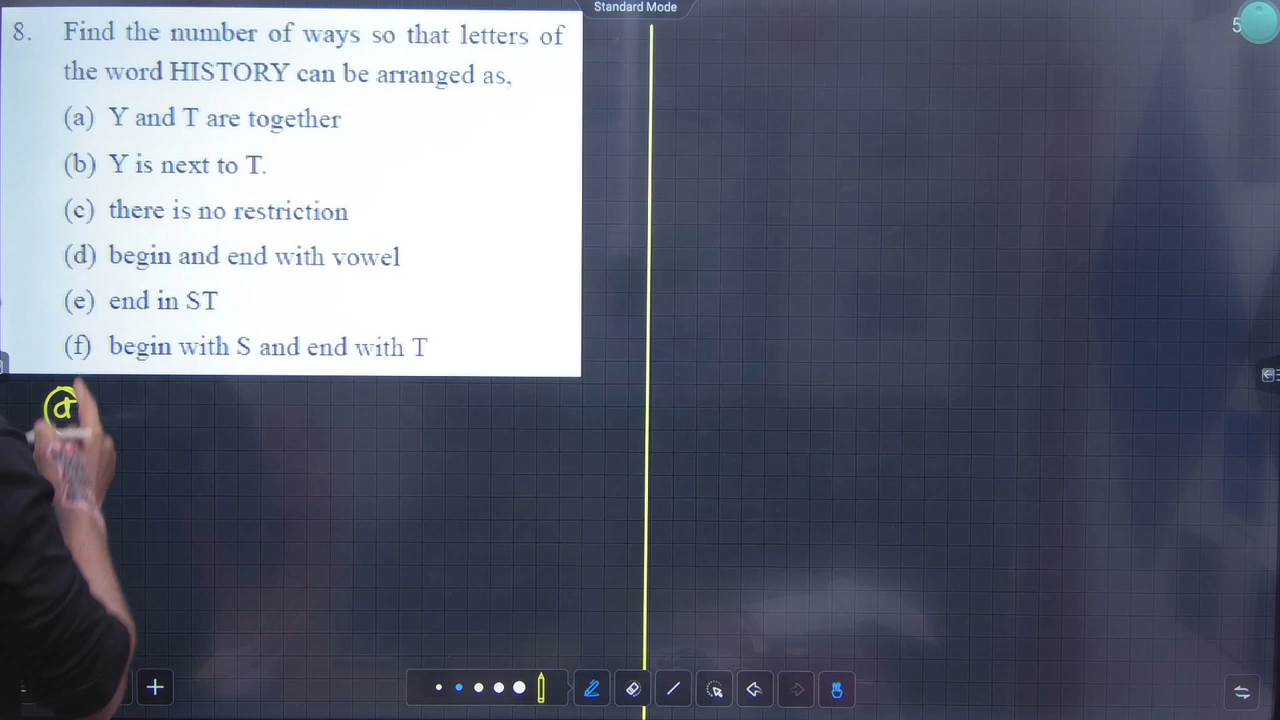 Standard Mode
5
8. Find the number of ways so that letters of
the word HISTORY can be arranged as,
(a) Y and T are together
(b) Y is next to T.
(c) there is no restriction
(d) begin and end with vowel
(e) end in ST
(f) begin with S and end with T
a